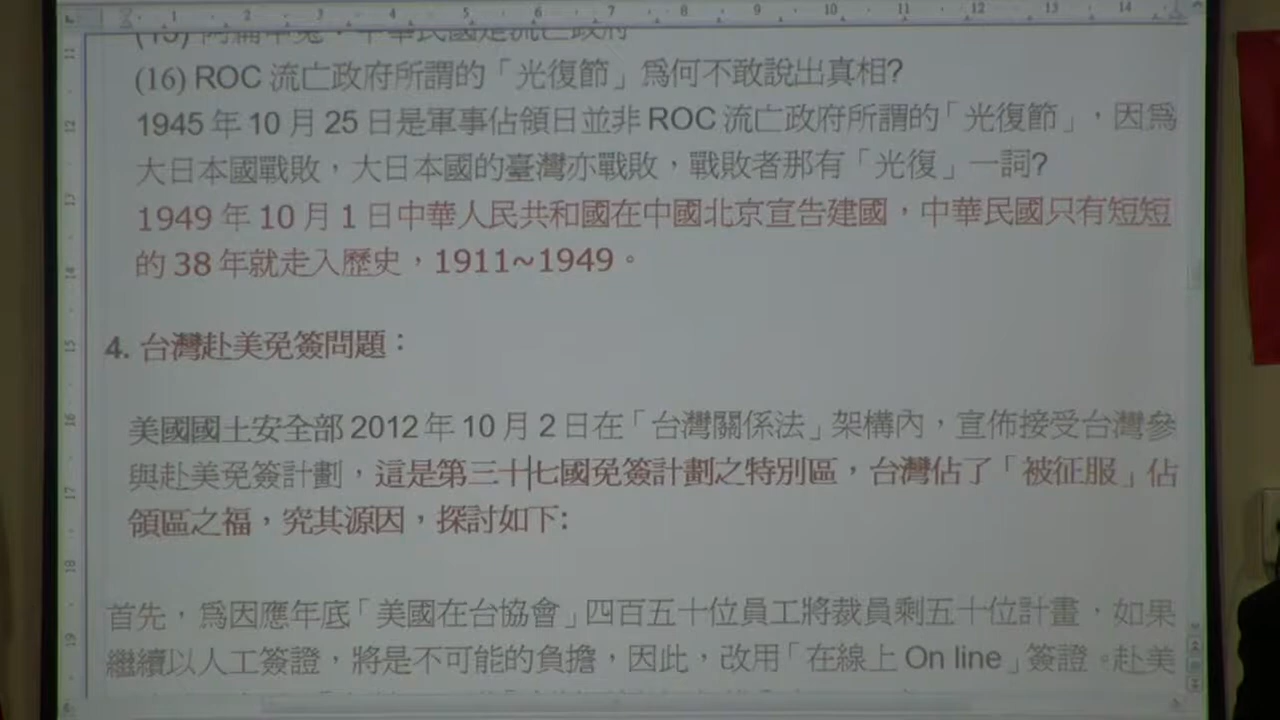 (16) ROC 流亡政府所謂的「光復節」為何不敢說出真相?
1945 年 10 月 25 日是軍事佔領日並非 ROC 流亡政府所謂的「光復節」,因為
大日本國戰敗,大日本國的臺灣亦戰敗,戰敗者那有「光復」一詞?
1949 年 10 月 1 日中華人民共和國在中國北京宣告建國,中華民國只有短短
的 38 年就走入歷史,1911~1949。
4. 台灣赴美免簽問題:
美國國土安全部 2012 年 10 月 2 日在「台灣關係法」架構內,宣佈接受台灣參
與赴美免簽計劃,這是第三十七國免簽計劃之特別區,台灣佔了「被征服」佔
領區之福,究其源因,探討如下:
首先,為因應年底「美國在台協會」四百五十位員工將裁員剩五十位計畫,如果
繼續以人工簽證,將是不可能的負擔,因此,改用「在線上 On line」簽證。赴美